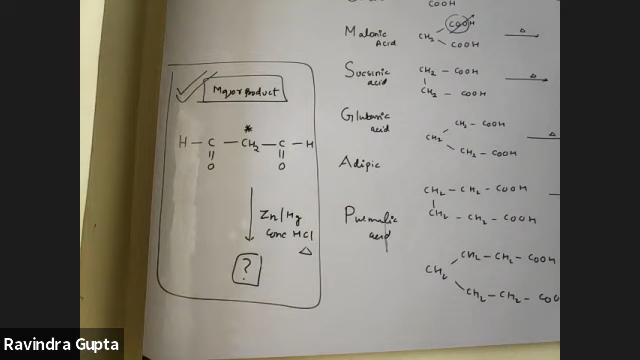 COOH
Malonic Acid
CH2
COOH
COOH
Δ
Succinic acid
CH2 - COOH
CH2 - COOH
Δ
Major product
Glutaric acid
CH2
CH2 - COOH
CH2 - COOH
Δ
*
H - C - CH2 - C - H
O O
Adipic
CH2 - CH2 - COOH
CH2 - CH2 - COOH
Zn/Hg
Conc HCl
Δ
?
acid
CH2
CH2 - CH2 - COOH
CH2 - CH2 - COO
Ravindra Gupta